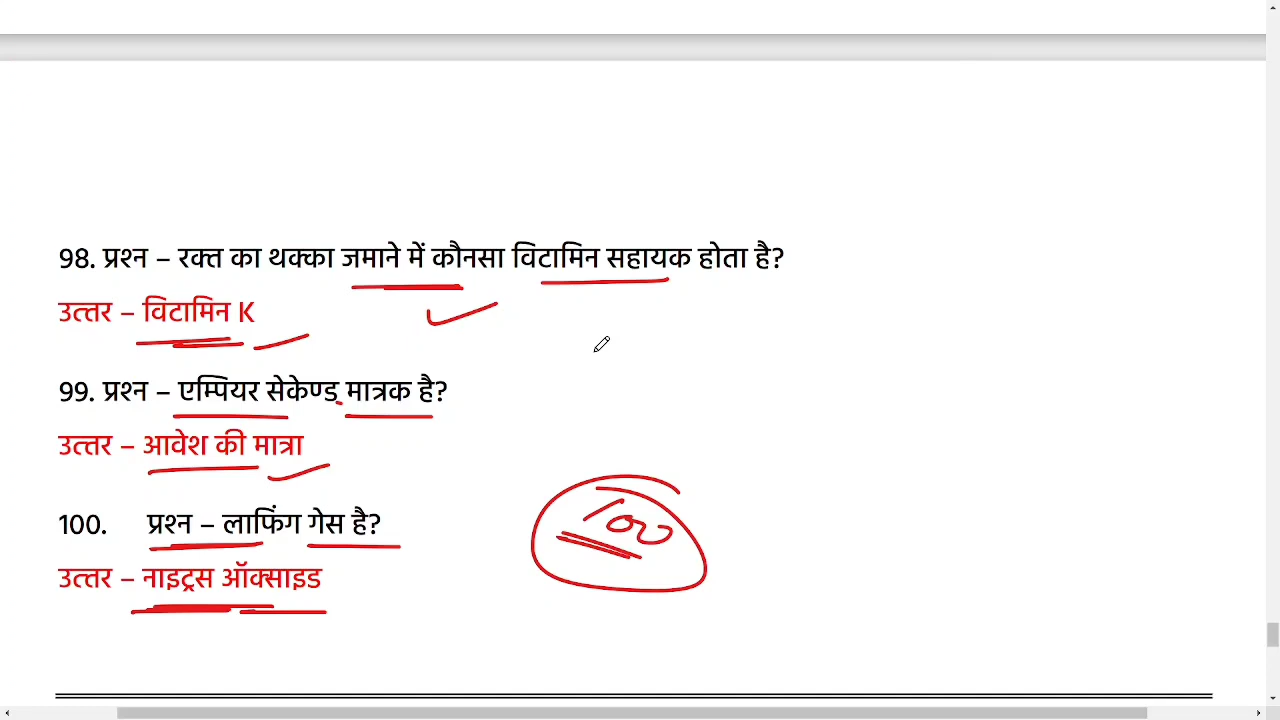 98. प्रश्न – रक्त का थक्का जमाने में कौनसा विटामिन सहायक होता है?
उत्तर – विटामिन K
99. प्रश्न – एम्पियर सेकेण्ड मात्रक है?
उत्तर – आवेश की मात्रा
100. प्रश्न – लाफिंग गेस है?
उत्तर – नाइट्रस ऑक्साइड
100